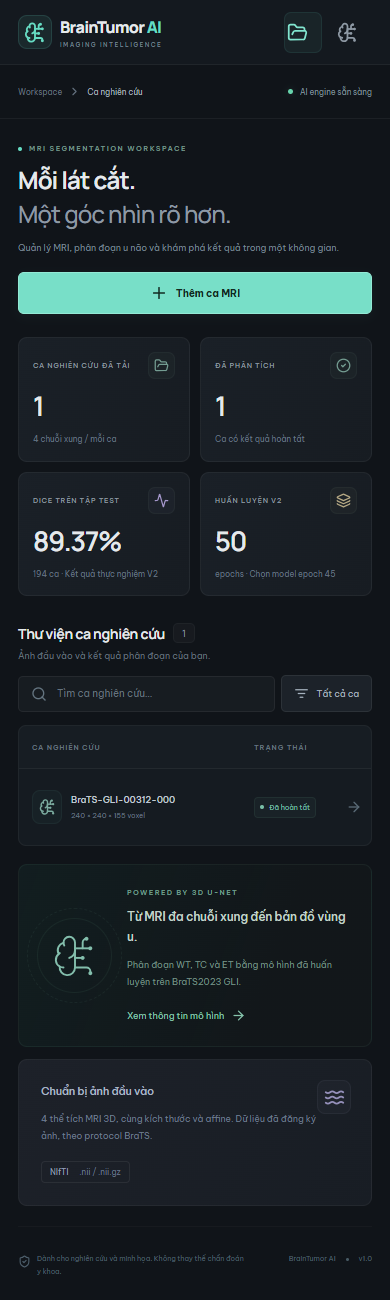 BrainTumor AI
IMAGING INTELLIGENCE
Workspace > Ca nghiên cứu
AI engine sẵn sàng
MRI SEGMENTATION WORKSPACE
Mỗi lát cắt.
Một góc nhìn rõ hơn.
Quản lý MRI, phân đoạn u não và khám phá kết quả trong một không gian.
+ Thêm ca MRI
CA NGHIÊN CỨU ĐÃ TẢI
1
4 chuỗi xung / mỗi ca
ĐÃ PHÂN TÍCH
1
Ca có kết quả hoàn tất
DICE TRÊN TẬP TEST
89.37%
194 ca · Kết quả thực nghiệm V2
HUẤN LUYỆN V2
50
epochs · Chọn model epoch 45
Thư viện ca nghiên cứu 1
Ảnh đầu vào và kết quả phân đoạn của bạn.
Tìm ca nghiên cứu...
Tất cả ca
CA NGHIÊN CỨU
TRẠNG THÁI
BraTS-GLI-00312-000
240 × 240 × 155 voxel
Đã hoàn tất
POWERED BY 3D U-NET
Từ MRI đa chuỗi xung đến bản đồ vùng
u.
Phân đoạn WT, TC và ET bằng mô hình đã huấn
luyện trên BraTS2023 GLI.
Xem thông tin mô hình →
Chuẩn bị ảnh đầu vào
4 thể tích MRI 3D, cùng kích thước và affine. Dữ liệu đã đăng ký
ảnh, theo protocol BraTS.
NIfTI .nii / .nii.gz
Dành cho nghiên cứu và minh họa. Không thay thế chẩn đoán
y khoa.
BrainTumor AI • v1.0